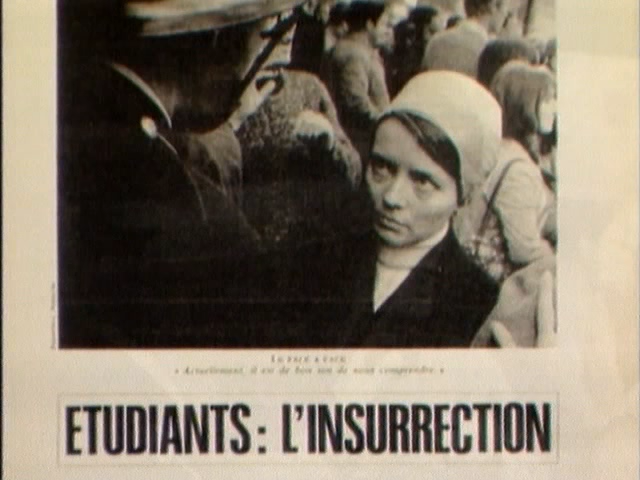 LE FACE A FACE
« Actuellement, il est de bon ton de nous comprendre. »
ETUDIANTS : L'INSURRECTION